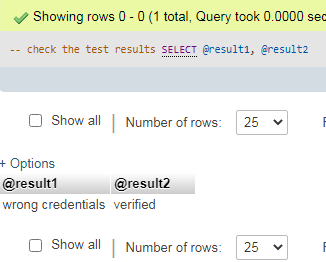 Showing rows 0 - 0 (1 total, Query took 0.0000 sec
-- check the test results SELECT @result1, @result2
Show all | Number of rows: 25
+ Options
@result1 @result2
wrong credentials verified
Show all | Number of rows: 25